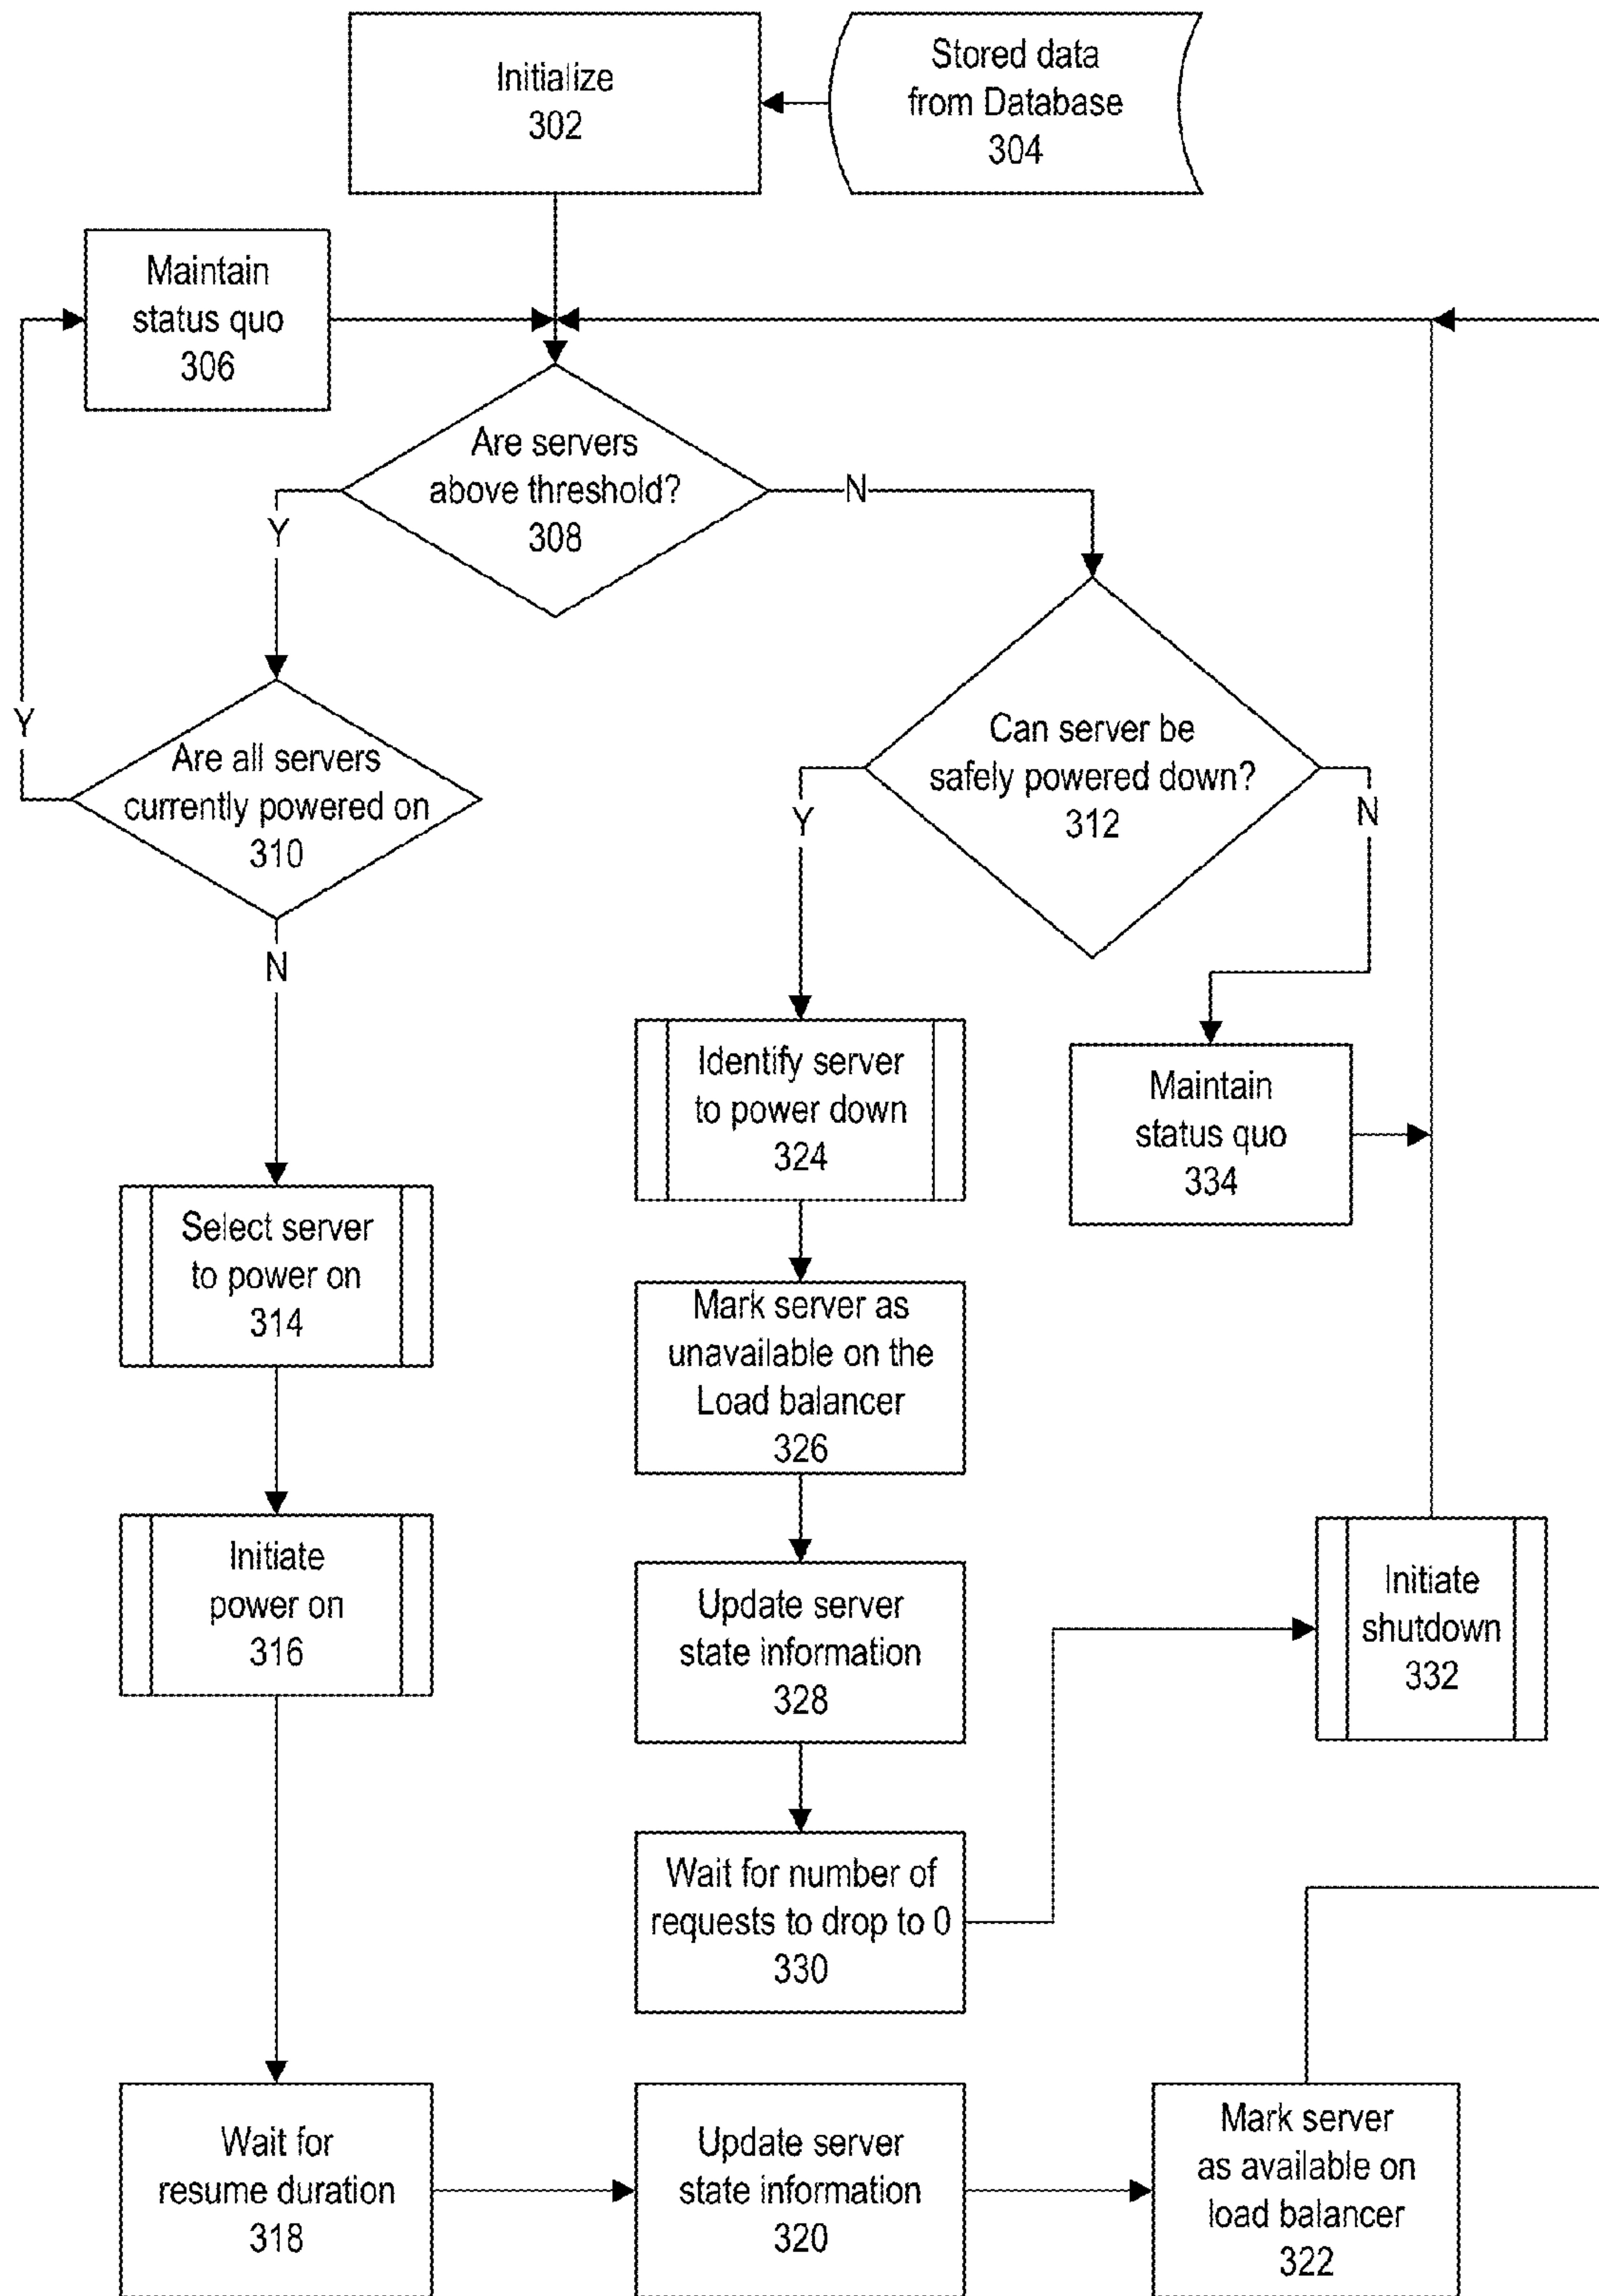 Initialize
302
Stored data
from Database
304
Maintain
status quo
306
Are servers
above threshold?
308
Y
N
Y
Are all servers
currently powered on
310
N
Can server be
safely powered down?
312
Y
N
Identify server
to power down
324
Maintain
status quo
334
Select server
to power on
314
Mark server as
unavailable on the
Load balancer
326
Initiate
power on
316
Update server
state information
328
Initiate
shutdown
332
Wait for number of
requests to drop to 0
330
Wait for
resume duration
318
Update server
state information
320
Mark server
as available on
load balancer
322